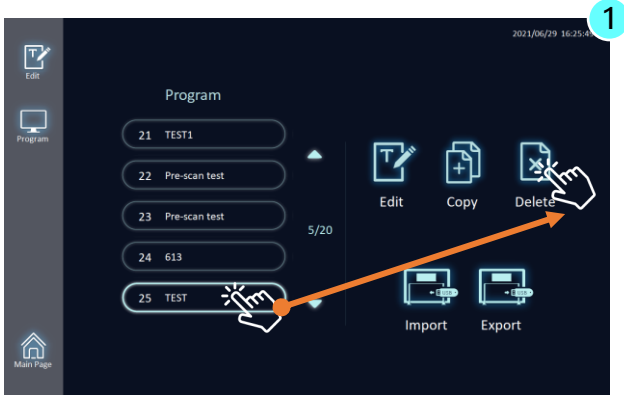 1
2021/06/29 16:25:49
Edit
Program
Main Page
Program
21 TEST1
22 Pre-scan test
23 Pre-scan test
24 613
25 TEST
5/20
Edit Copy Delete
Import Export